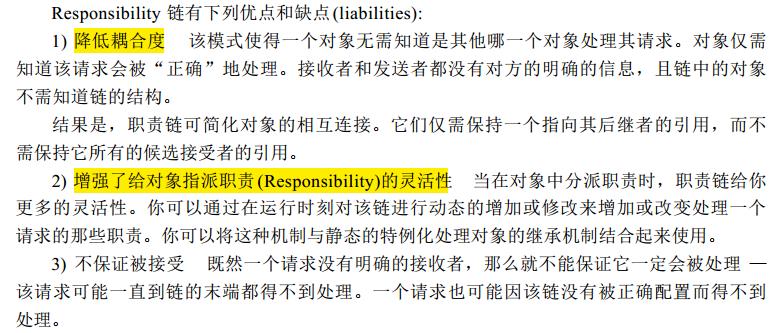 Responsibility 链有下列优点和缺点(liabilities):
1) 降低耦合度 该模式使得一个对象无需知道是其他哪一个对象处理其请求。对象仅需
知道该请求会被“正确”地处理。接收者和发送者都没有对方的明确的信息，且链中的对象
不需知道链的结构。
结果是，职责链可简化对象的相互连接。它们仅需保持一个指向其后继者的引用，而不
需保持它所有的候选接受者的引用。
2) 增强了给对象指派职责(Responsibility)的灵活性 当在对象中分派职责时，职责链给你
更多的灵活性。你可以通过在运行时刻对该链进行动态的增加或修改来增加或改变处理一个
请求的那些职责。你可以将这种机制与静态的特例化处理对象的继承机制结合起来使用。
3) 不保证被接受 既然一个请求没有明确的接收者，那么就不能保证它一定会被处理 —
该请求可能一直到链的末端都得不到处理。一个请求也可能因该链没有被正确配置而得不到
处理。